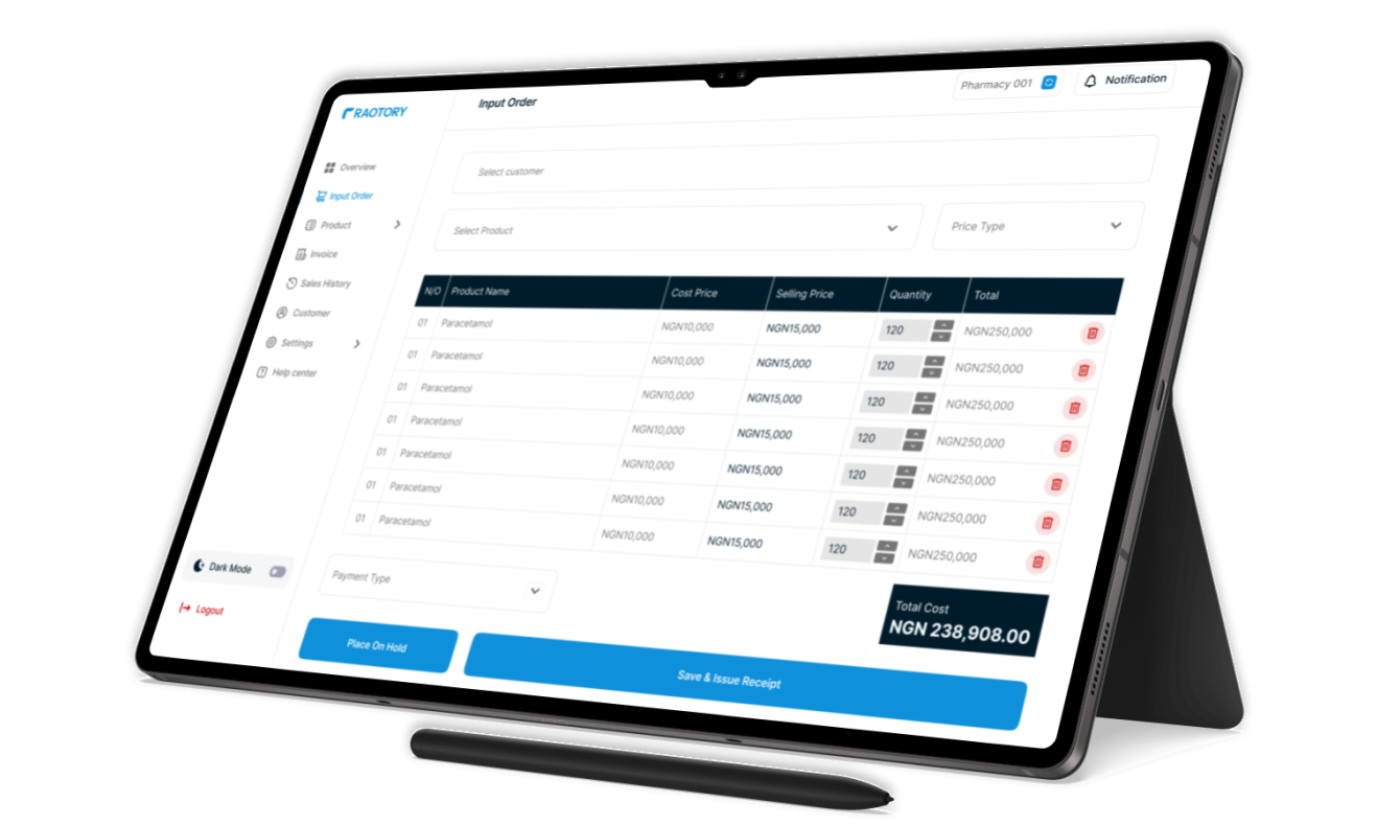 RAOTORY
Input Order
Pharmacy 001
Notification
Overview
Input Order
Product
Invoice
Sales History
Customer
Settings
Help center
Dark Mode
Logout
Select customer
Select Product
Price Type
N/O Product Name Cost Price Selling Price Quantity Total
01 Paracetamol NGN10,000 NGN15,000 120 NGN250,000
01 Paracetamol NGN10,000 NGN15,000 120 NGN250,000
01 Paracetamol NGN10,000 NGN15,000 120 NGN250,000
01 Paracetamol NGN10,000 NGN15,000 120 NGN250,000
01 Paracetamol NGN10,000 NGN15,000 120 NGN250,000
01 Paracetamol NGN10,000 NGN15,000 120 NGN250,000
01 Paracetamol NGN10,000 NGN15,000 120 NGN250,000
Payment Type
Total Cost
NGN 238,908.00
Place On Hold
Save & Issue Receipt